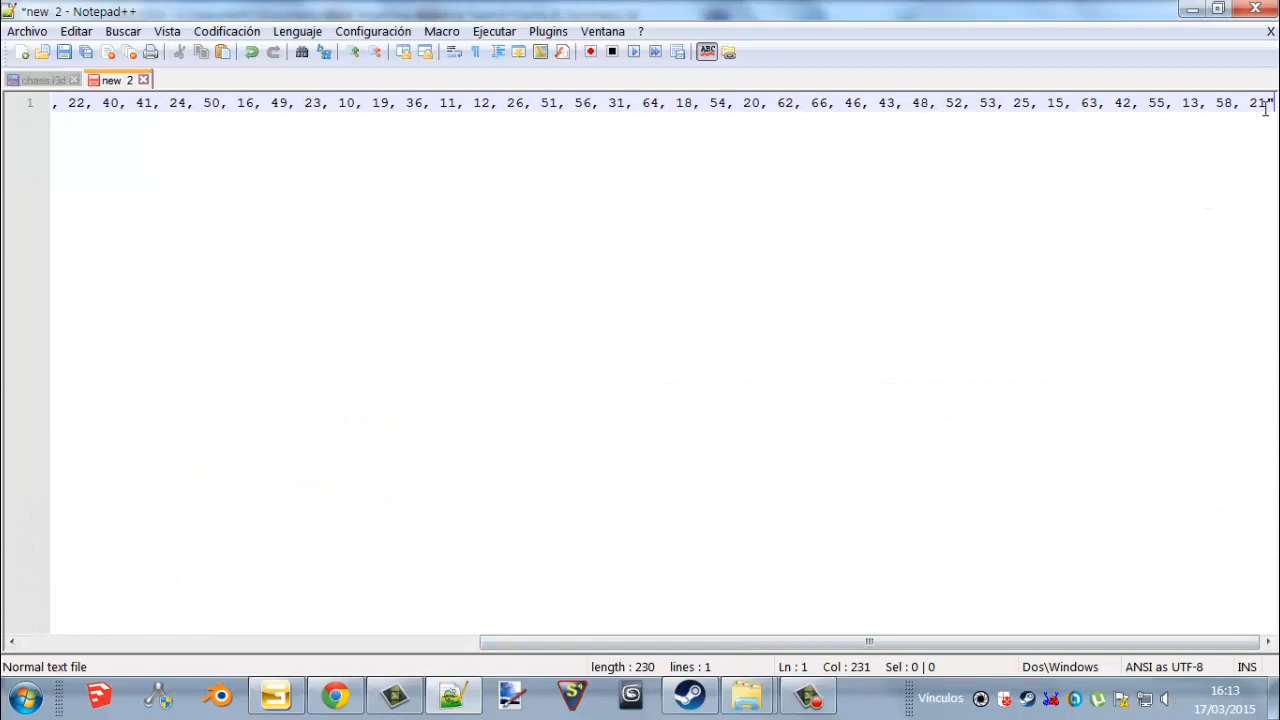 *new  2 - Notepad++
Archivo Editar Buscar Vista Codificación Lenguaje Configuración Macro Ejecutar Plugins Ventana ? X
chasis.i3d new 2
1 , 22, 40, 41, 24, 50, 16, 49, 23, 10, 19, 36, 11, 12, 26, 51, 56, 31, 64, 18, 54, 20, 62, 66, 46, 43, 48, 52, 53, 25, 15, 63, 42, 55, 13, 58, 21"
Normal text file length : 230 lines : 1 Ln : 1 Col : 231 Sel : 0 | 0 Dos\Windows ANSI as UTF-8 INS
Vínculos 16:13
17/03/2015